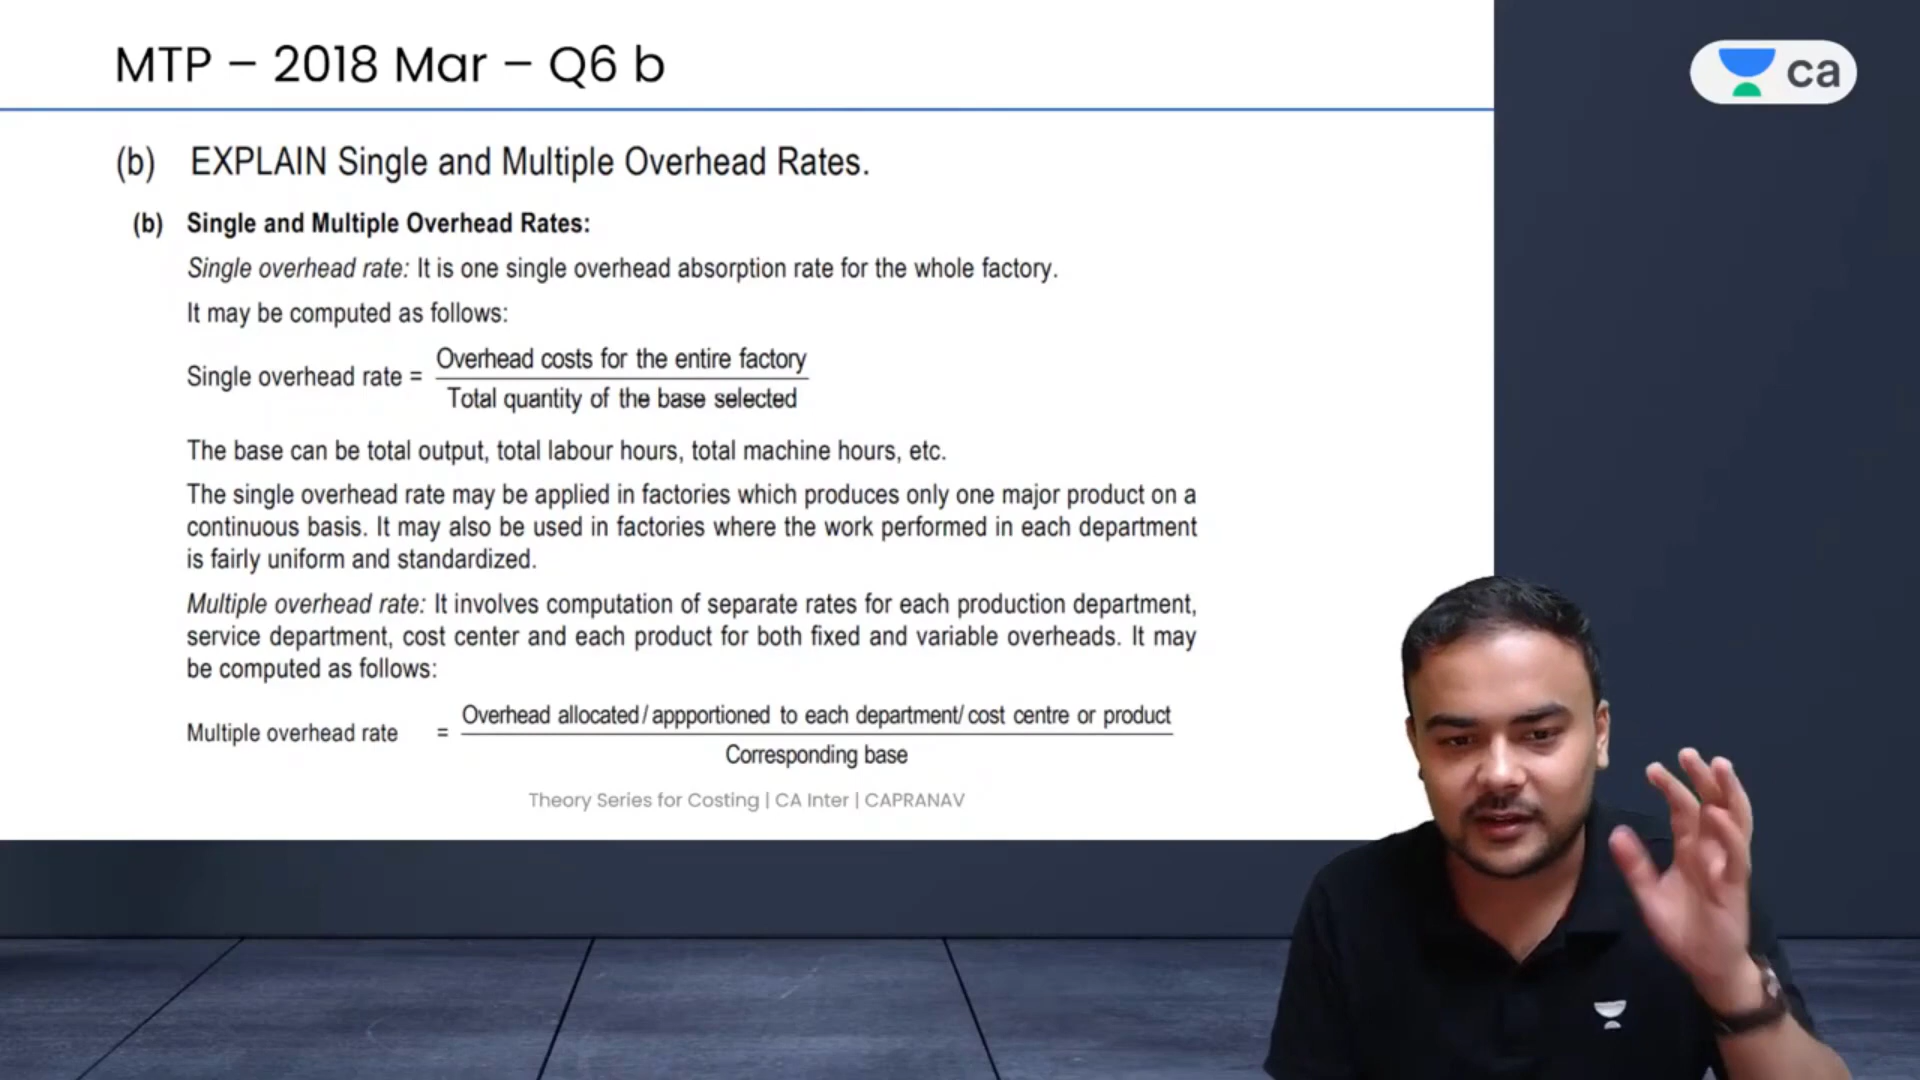 MTP – 2018 Mar – Q6 b
ca
(b) EXPLAIN Single and Multiple Overhead Rates.
(b) Single and Multiple Overhead Rates:
Single overhead rate: It is one single overhead absorption rate for the whole factory.
It may be computed as follows:
Single overhead rate = Overhead costs for the entire factory
Total quantity of the base selected
The base can be total output, total labour hours, total machine hours, etc.
The single overhead rate may be applied in factories which produces only one major product on a
continuous basis. It may also be used in factories where the work performed in each department
is fairly uniform and standardized.
Multiple overhead rate: It involves computation of separate rates for each production department,
service department, cost center and each product for both fixed and variable overheads. It may
be computed as follows:
Multiple overhead rate = Overhead allocated/ appportioned to each department/ cost centre or product
Corresponding base
Theory Series for Costing | CA Inter | CAPRANAV